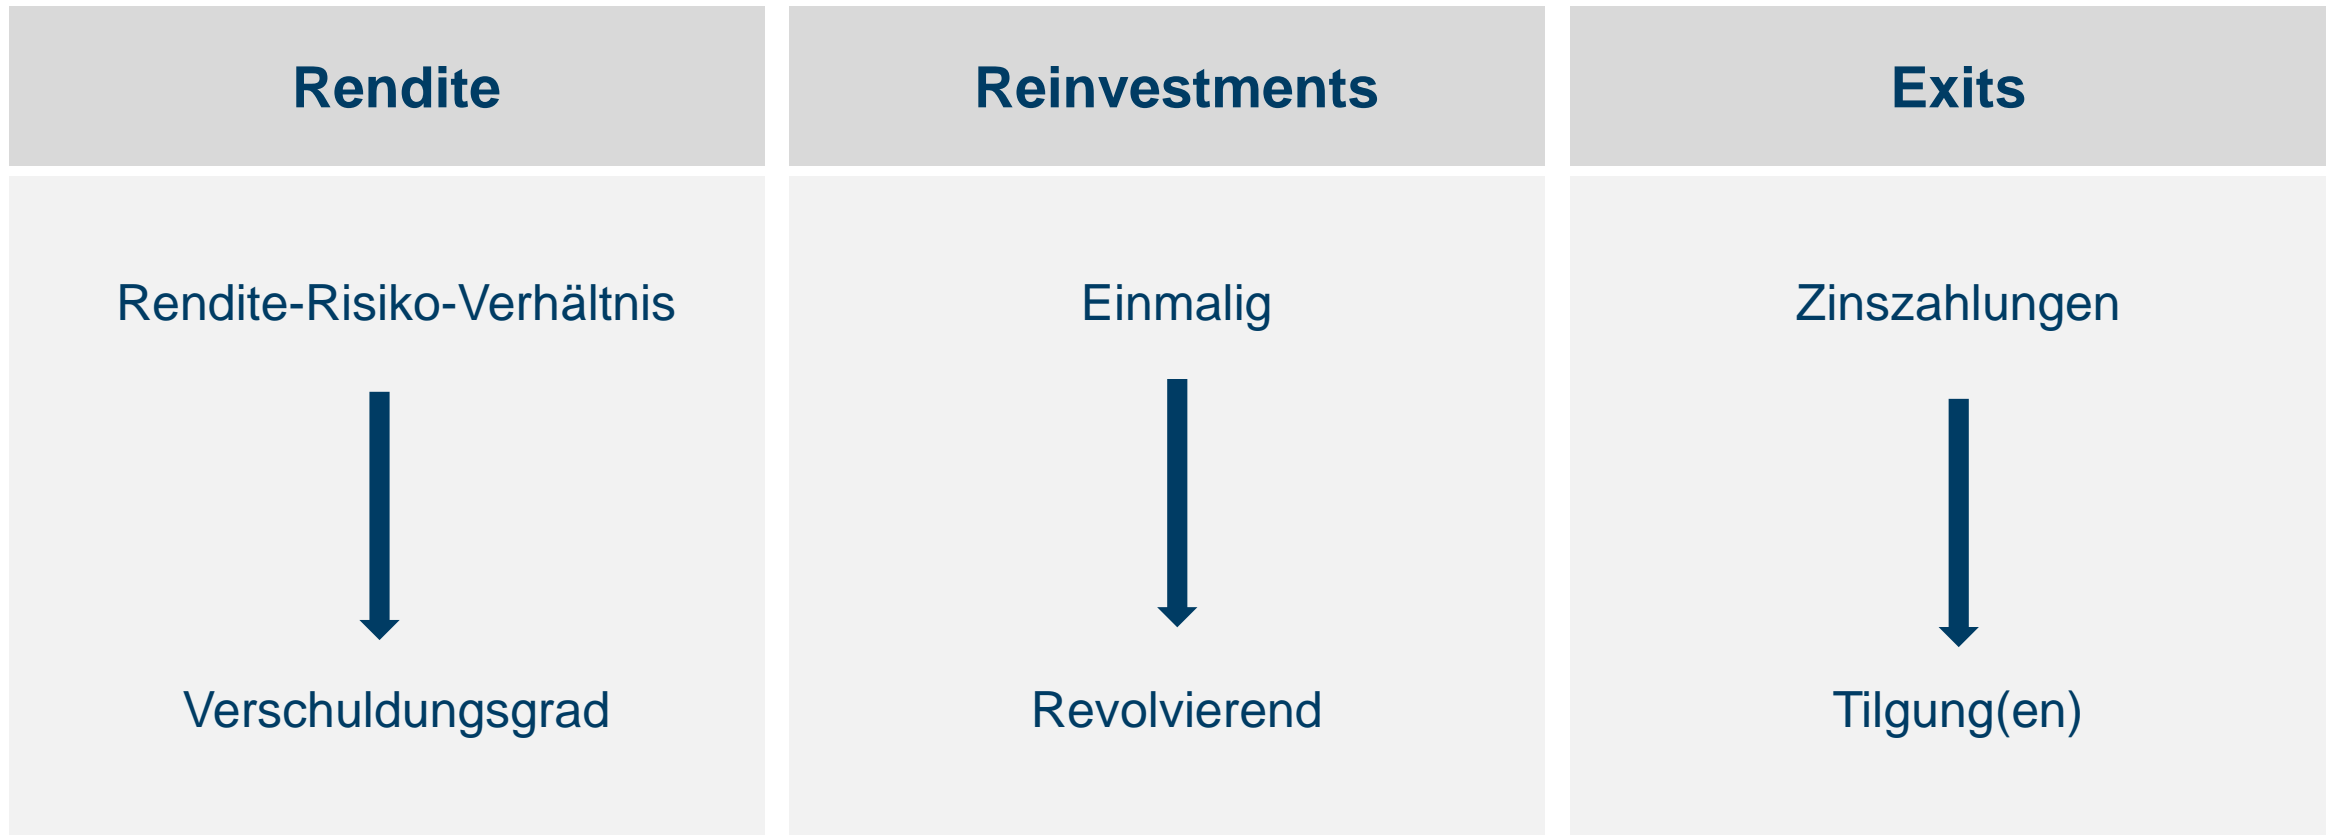 Rendite
Rendite-Risiko-Verhältnis
Verschuldungsgrad
Reinvestments
Einmalig
Revolvierend
Exits
Zinszahlungen
Tilgung(en)